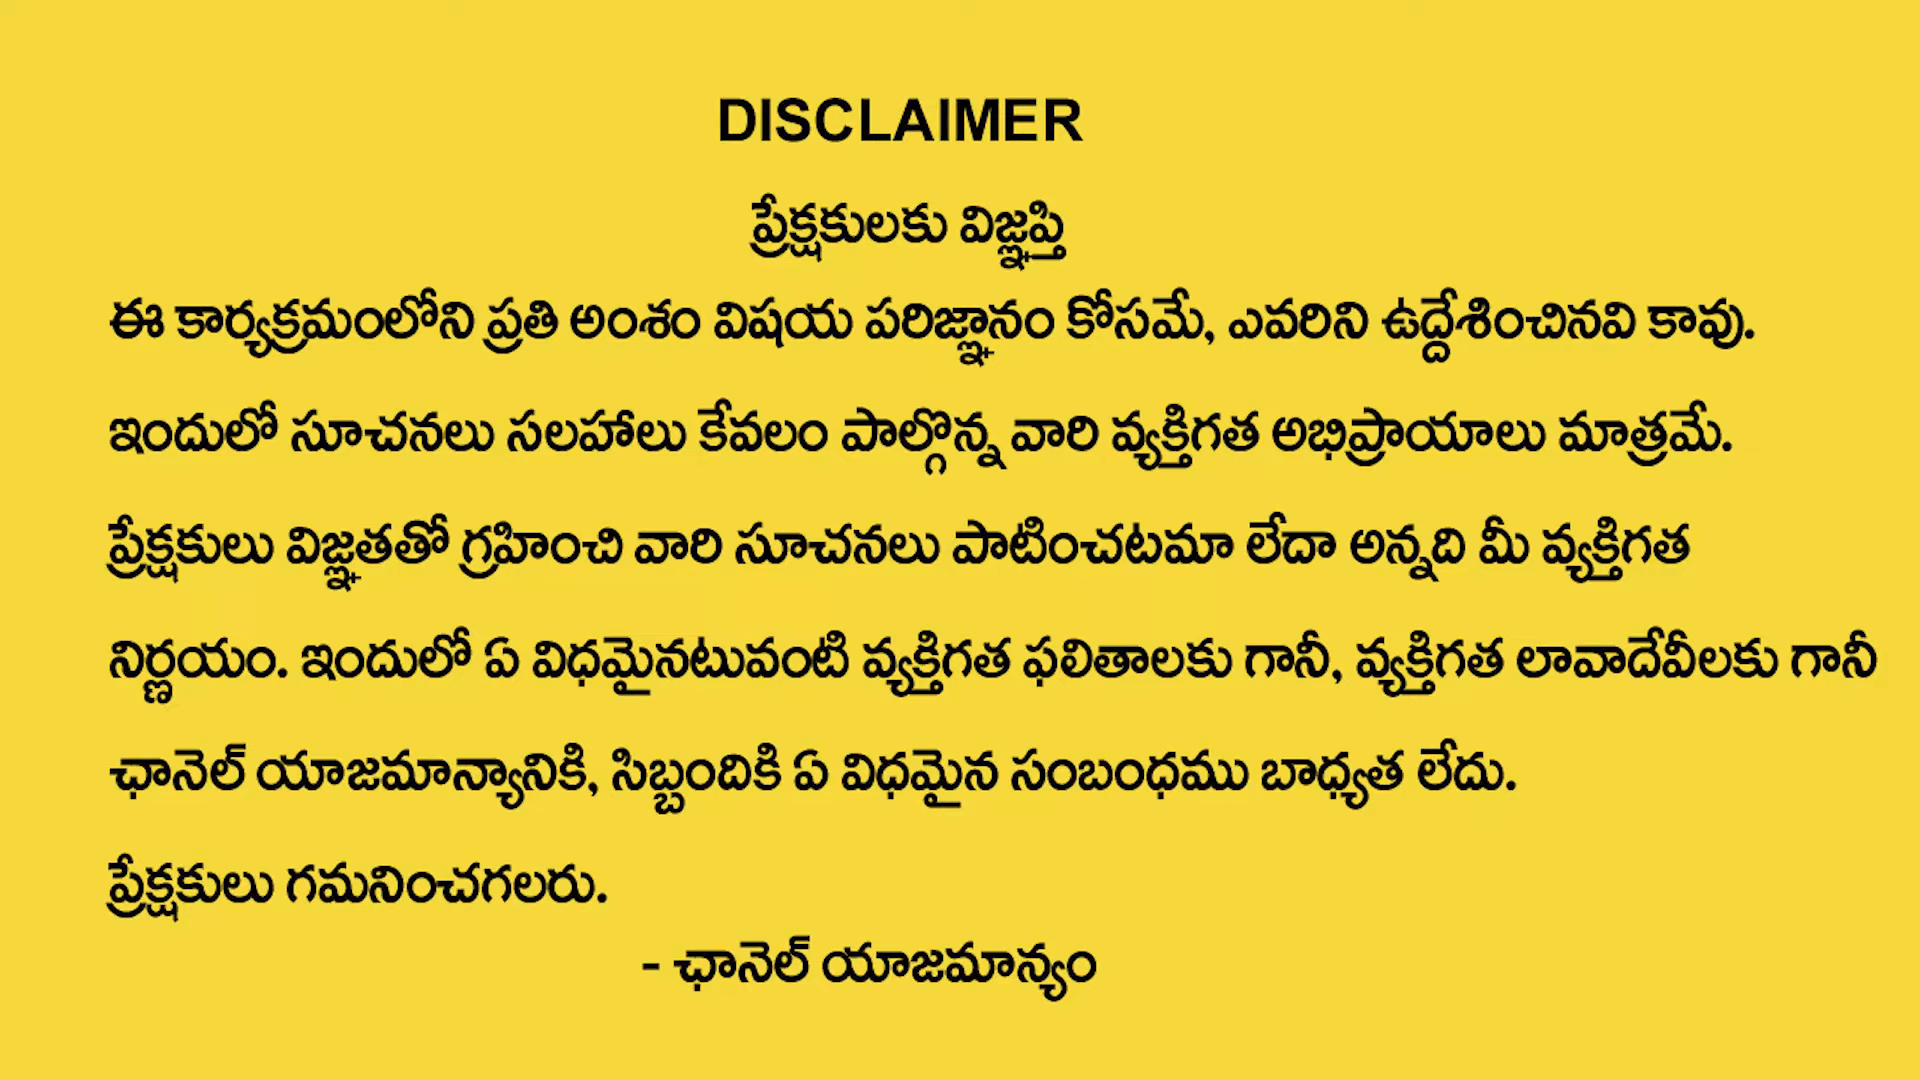 DISCLAIMER
ప్రేక్షకులకు విజ్ఞప్తి
ఈ కార్యక్రమంలోని ప్రతి అంశం విషయ పరిజ్ఞానం కోసమే, ఎవరిని ఉద్దేశించినవి కావు.
ఇందులో సూచనలు సలహాలు కేవలం పాల్గొన్న వారి వ్యక్తిగత అభిప్రాయాలు మాత్రమే.
ప్రేక్షకులు విజ్ఞతతో గ్రహించి వారి సూచనలు పాటించటమా లేదా అన్నది మీ వ్యక్తిగత
నిర్ణయం. ఇందులో ఏ విధమైనటువంటి వ్యక్తిగత ఫలితాలకు గానీ, వ్యక్తిగత లావాదేవీలకు గానీ
ఛానెల్ యాజమాన్యానికి, సిబ్బందికి ఏ విధమైన సంబంధము బాధ్యత లేదు.
ప్రేక్షకులు గమనించగలరు.
- ఛానెల్ యాజమాన్యం